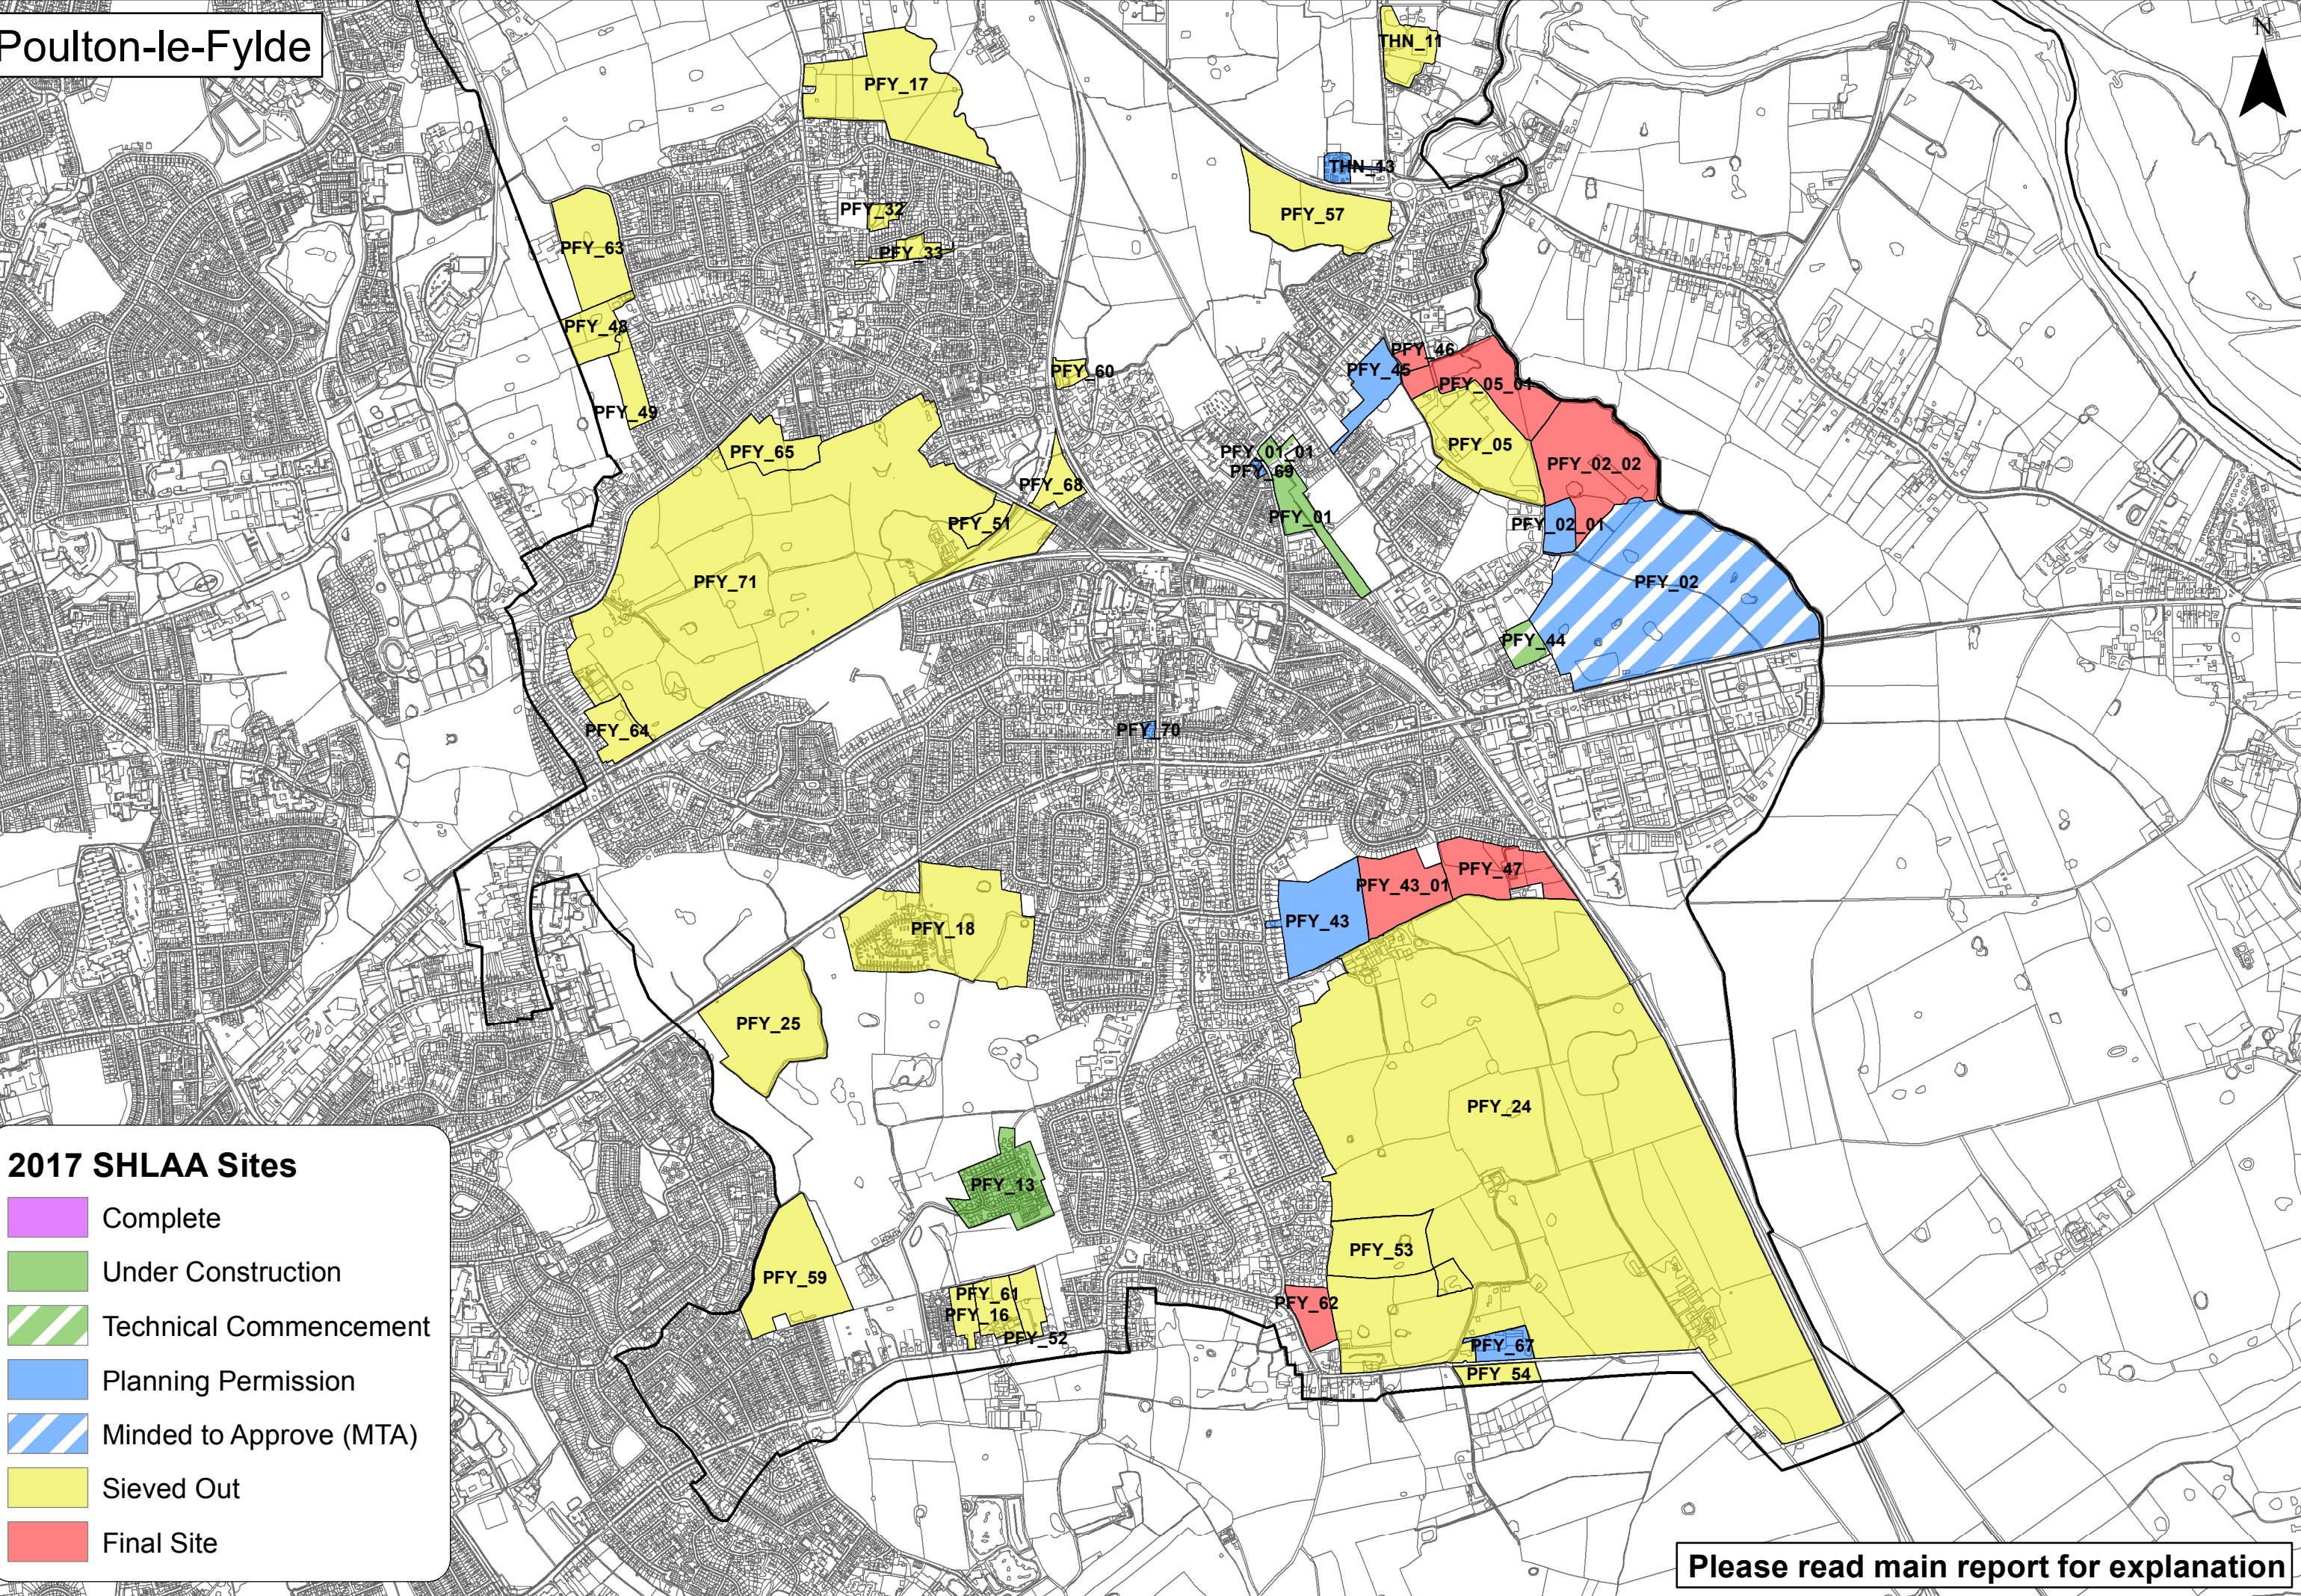 Poulton-le-Fylde
N
THN_11
PFY_17
THN_13
PFY_32
PFY_57
PFY_63
PFY_33
PFY_48
PFY_46
PFY_60
PFY_45
PFY_05_01
PFY_49
PFY_65
PFY_01_01
PFY_05
PFY_69
PFY_02_02
PFY_68
PFY_51
PFY_01
PFY_02_01
PFY_71
PFY_02
PFY_44
PFY_64
PFY_70
PFY_47
PFY_43_01
PFY_18
PFY_43
PFY_25
PFY_24
PFY_13
PFY_53
PFY_59
PFY_61
PFY_16
PFY_62
PFY_52
PFY_67
PFY_54
2017 SHLAA Sites
Complete
Under Construction
Technical Commencement
Planning Permission
Minded to Approve (MTA)
Sieved Out
Final Site
Please read main report for explanation